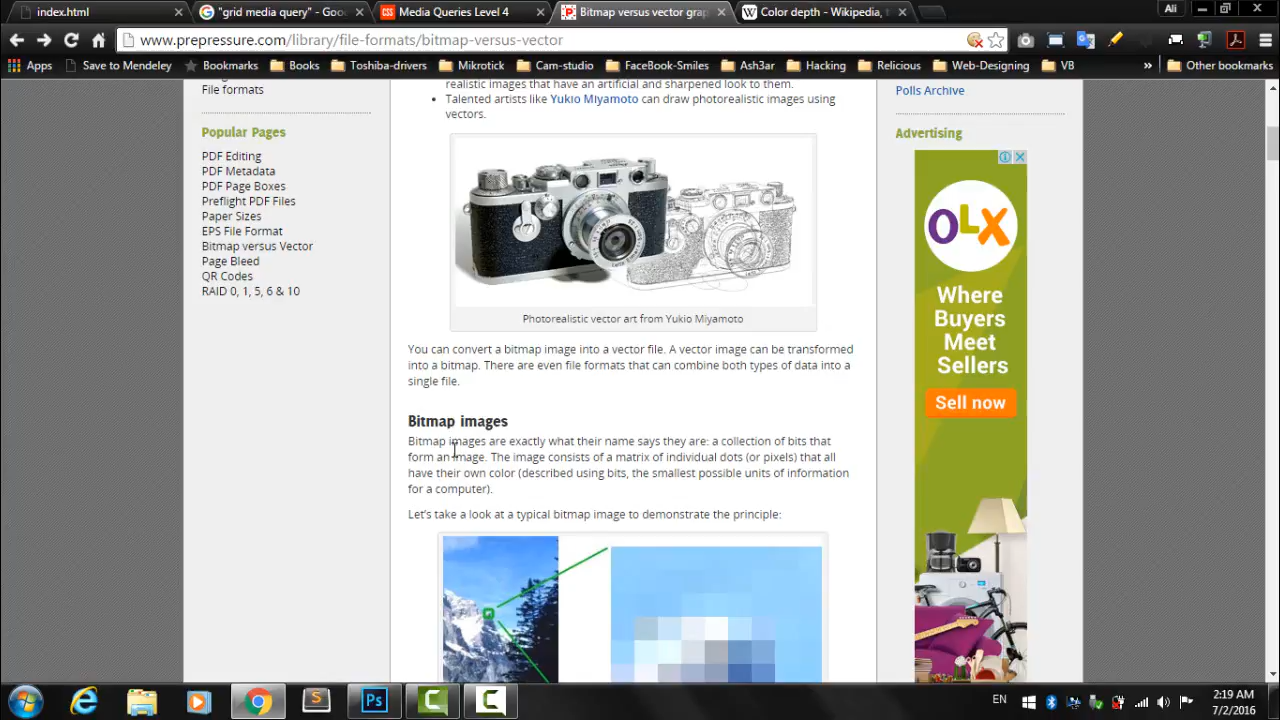 index.html
"grid media query" - Goo
Media Queries Level 4
Bitmap versus vector grap
Color depth - Wikipedia, t
Ali
www.prepressure.com/library/file-formats/bitmap-versus-vector
Apps
Save to Mendeley
Bookmarks
Books
Toshiba-drivers
Mikrotick
Cam-studio
FaceBook-Smiles
Ash3ar
Hacking
Relicious
Web-Designing
VB
»
Other bookmarks
File formats
Popular Pages
PDF Editing
PDF Metadata
PDF Page Boxes
Preflight PDF Files
Paper Sizes
EPS File Format
Bitmap versus Vector
Page Bleed
QR Codes
RAID 0, 1, 5, 6 & 10
realistic images that have an artificial and sharpened look to them.
• Talented artists like Yukio Miyamoto can draw photorealistic images using
vectors.
Photorealistic vector art from Yukio Miyamoto
You can convert a bitmap image into a vector file. A vector image can be transformed
into a bitmap. There are even file formats that can combine both types of data into a
single file.
Bitmap images
Bitmap images are exactly what their name says they are: a collection of bits that
form an image. The image consists of a matrix of individual dots (or pixels) that all
have their own color (described using bits, the smallest possible units of information
for a computer).
Let's take a look at a typical bitmap image to demonstrate the principle:
Polls Archive
Advertising
OLX
Where
Buyers
Meet
Sellers
Sell now
S
Ps
C
C
EN
2:19 AM
7/2/2016